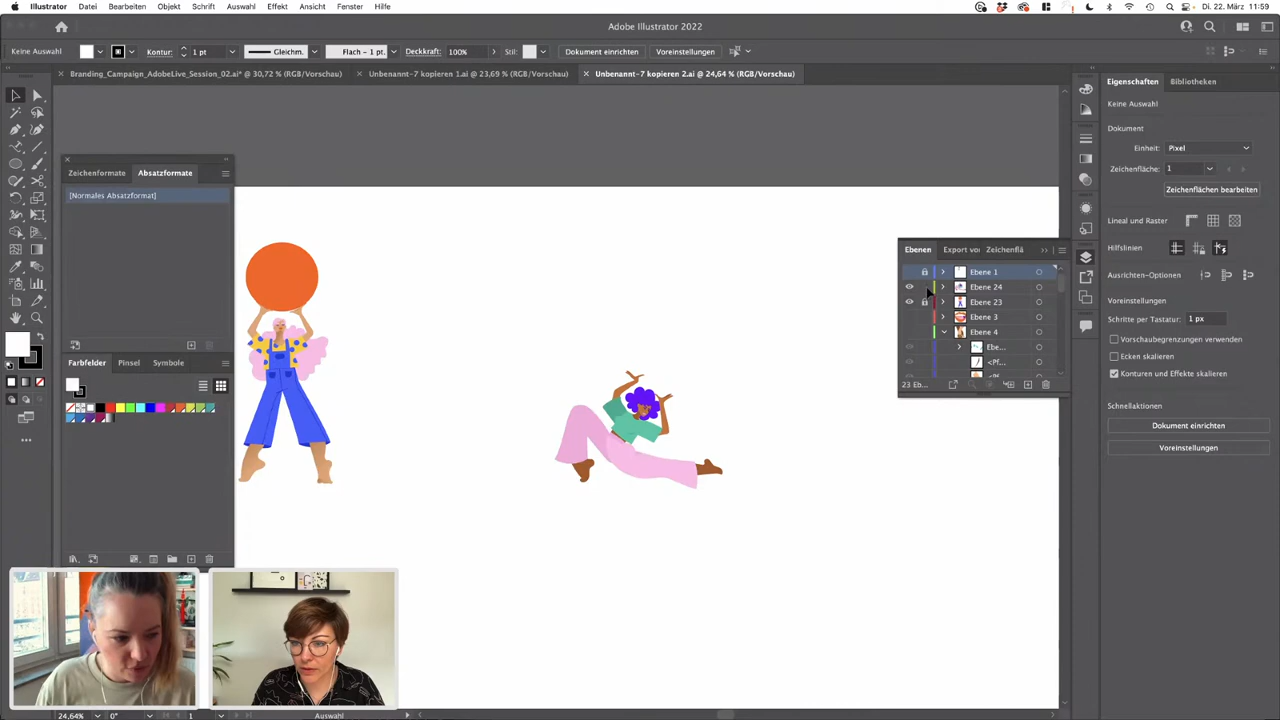 Illustrator Datei Bearbeiten Objekt Schrift Auswahl Effekt Ansicht Fenster Hilfe Di. 22. März 11:59
Adobe Illustrator 2022
Keine Auswahl Kontur: 1 pt Gleichm. Flach - 1 pt. Deckkraft: 100% Stil: Dokument einrichten Voreinstellungen
Branding_Campaign_AdobeLive_Session_02.ai* @ 30,72 % (RGB/Vorschau) Unbenannt-7 kopieren 1.ai @ 23,69 % (RGB/Vorschau) Unbenannt-7 kopieren 2.ai @ 24,64 % (RGB/Vorschau)
Eigenschaften Bibliotheken
Keine Auswahl
Dokument
Einheit: Pixel
Zeichenfläche: 1
Zeichenflächen bearbeiten
Lineal und Raster
Hilfslinien
Ausrichten-Optionen
Voreinstellungen
Schritte per Tastatur: 1 px
Vorschaubegrenzungen verwenden
Ecken skalieren
Konturen und Effekte skalieren
Schnellaktionen
Dokument einrichten
Voreinstellungen
Zeichenformate Absatzformate
[Normales Absatzformat]
Farbfelder Pinsel Symbole
Ebenen Export vor Zeichenflä
Ebene 1
Ebene 24
Ebene 23
Ebene 3
Ebene 4
Ebe...
<Pf...
23 Eb...
24,64% 0° 1 Auswahl